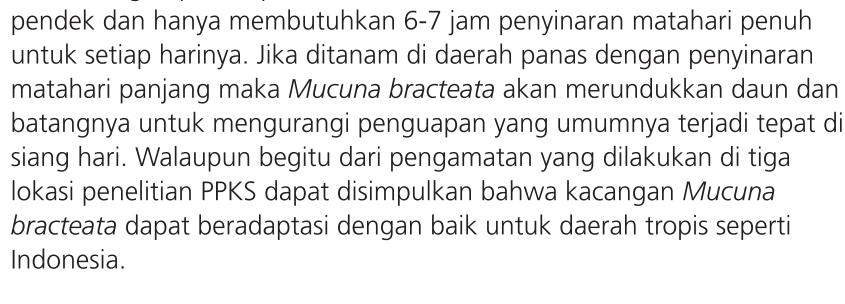 pendek dan hanya membutuhkan 6-7 jam penyinaran matahari penuh
untuk setiap harinya. Jika ditanam di daerah panas dengan penyinaran
matahari panjang maka Mucuna bracteata akan merundukkan daun dan
batangnya untuk mengurangi penguapan yang umumnya terjadi tepat di
siang hari. Walaupun begitu dari pengamatan yang dilakukan di tiga
lokasi penelitian PPKS dapat disimpulkan bahwa kacangan Mucuna
bracteata dapat beradaptasi dengan baik untuk daerah tropis seperti
Indonesia.